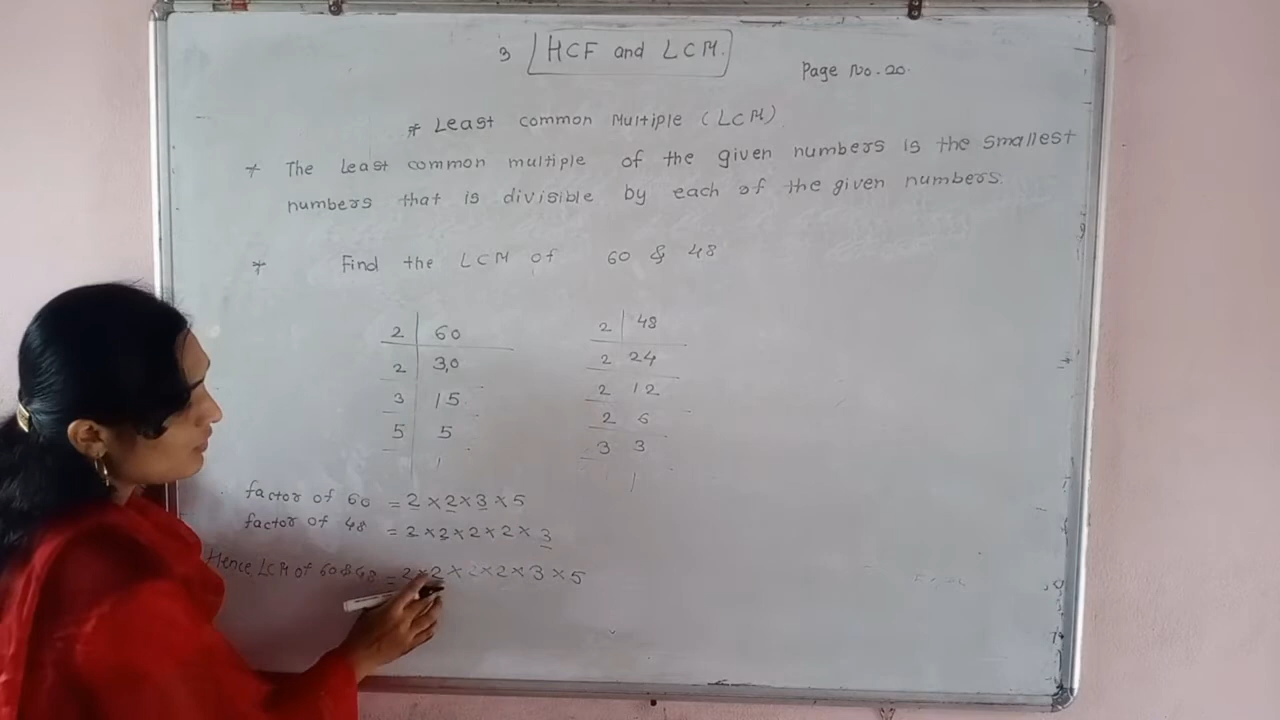 3 HCF and LCM.
Page No. 20.
* Least common Multiple (LCM)
* The Least common multiple of the given numbers is the smallest
numbers that is divisible by each of the given numbers.
* Find the LCM of 60 & 48
2 60
2 30
3 15
5 5
1
2 48
2 24
2 12
2 6
3 3
1
factor of 60 = 2 × 2 × 3 × 5
factor of 48 = 2 × 2 × 2 × 2 × 3
Hence, LCM of 60 & 48 = 2 × 2 × 2 × 2 × 3 × 5